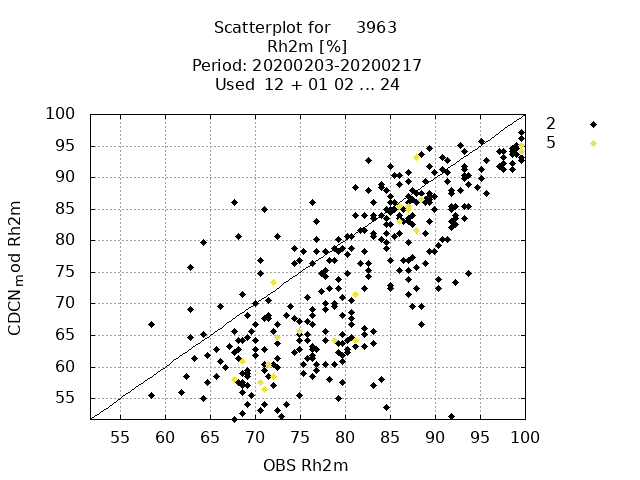 Scatterplot for 3963
Rh2m [%]
Period: 20200203-20200217
Used 12 + 01 02 ... 24
100
95
90
85
80
75
70
65
60
55
CDCNmod Rh2m
55 60 65 70 75 80 85 90 95 100
OBS Rh2m
2
5